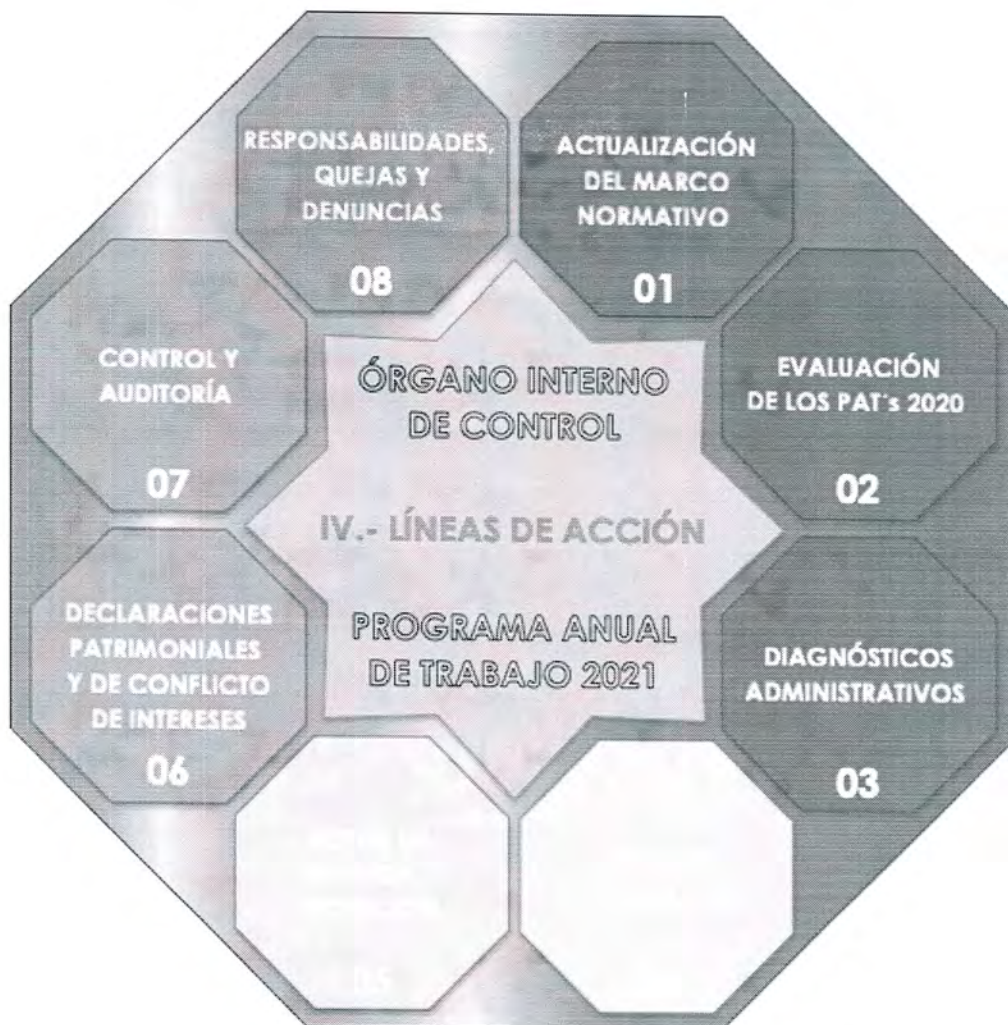 RESPONSABILIDADES,
QUEJAS Y
DENUNCIAS
08
ACTUALIZACIÓN
DEL MARCO
NORMATIVO
01
CONTROL Y
AUDITORÍA
07
EVALUACIÓN
DE LOS PAT's 2020
02
ÓRGANO INTERNO
DE CONTROL
IV.- LÍNEAS DE ACCIÓN
PROGRAMA ANUAL
DE TRABAJO 2021
DECLARACIONES
PATRIMONIALES
Y DE CONFLICTO
DE INTERESES
06
DIAGNÓSTICOS
ADMINISTRATIVOS
03
05